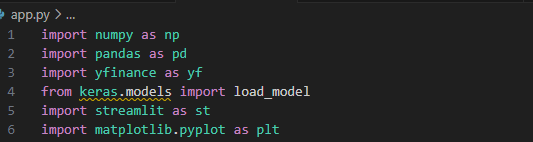 app.py > ...
1 import numpy as np
2 import pandas as pd
3 import yfinance as yf
4 from keras.models import load_model
5 import streamlit as st
6 import matplotlib.pyplot as plt